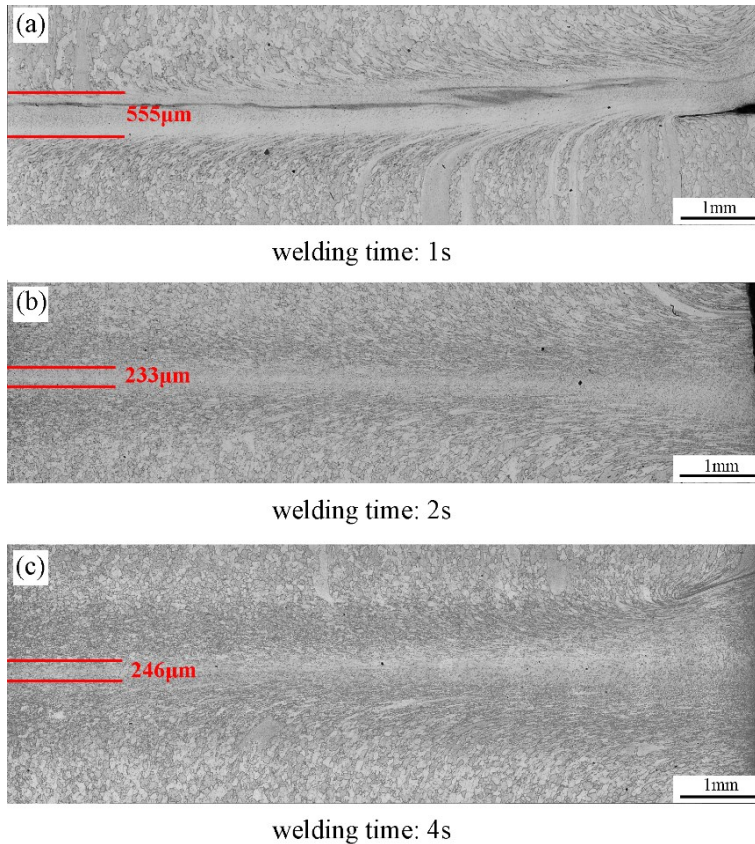 (a)
555μm
1mm
welding time: 1s
(b)
233μm
1mm
welding time: 2s
(c)
246μm
1mm
welding time: 4s